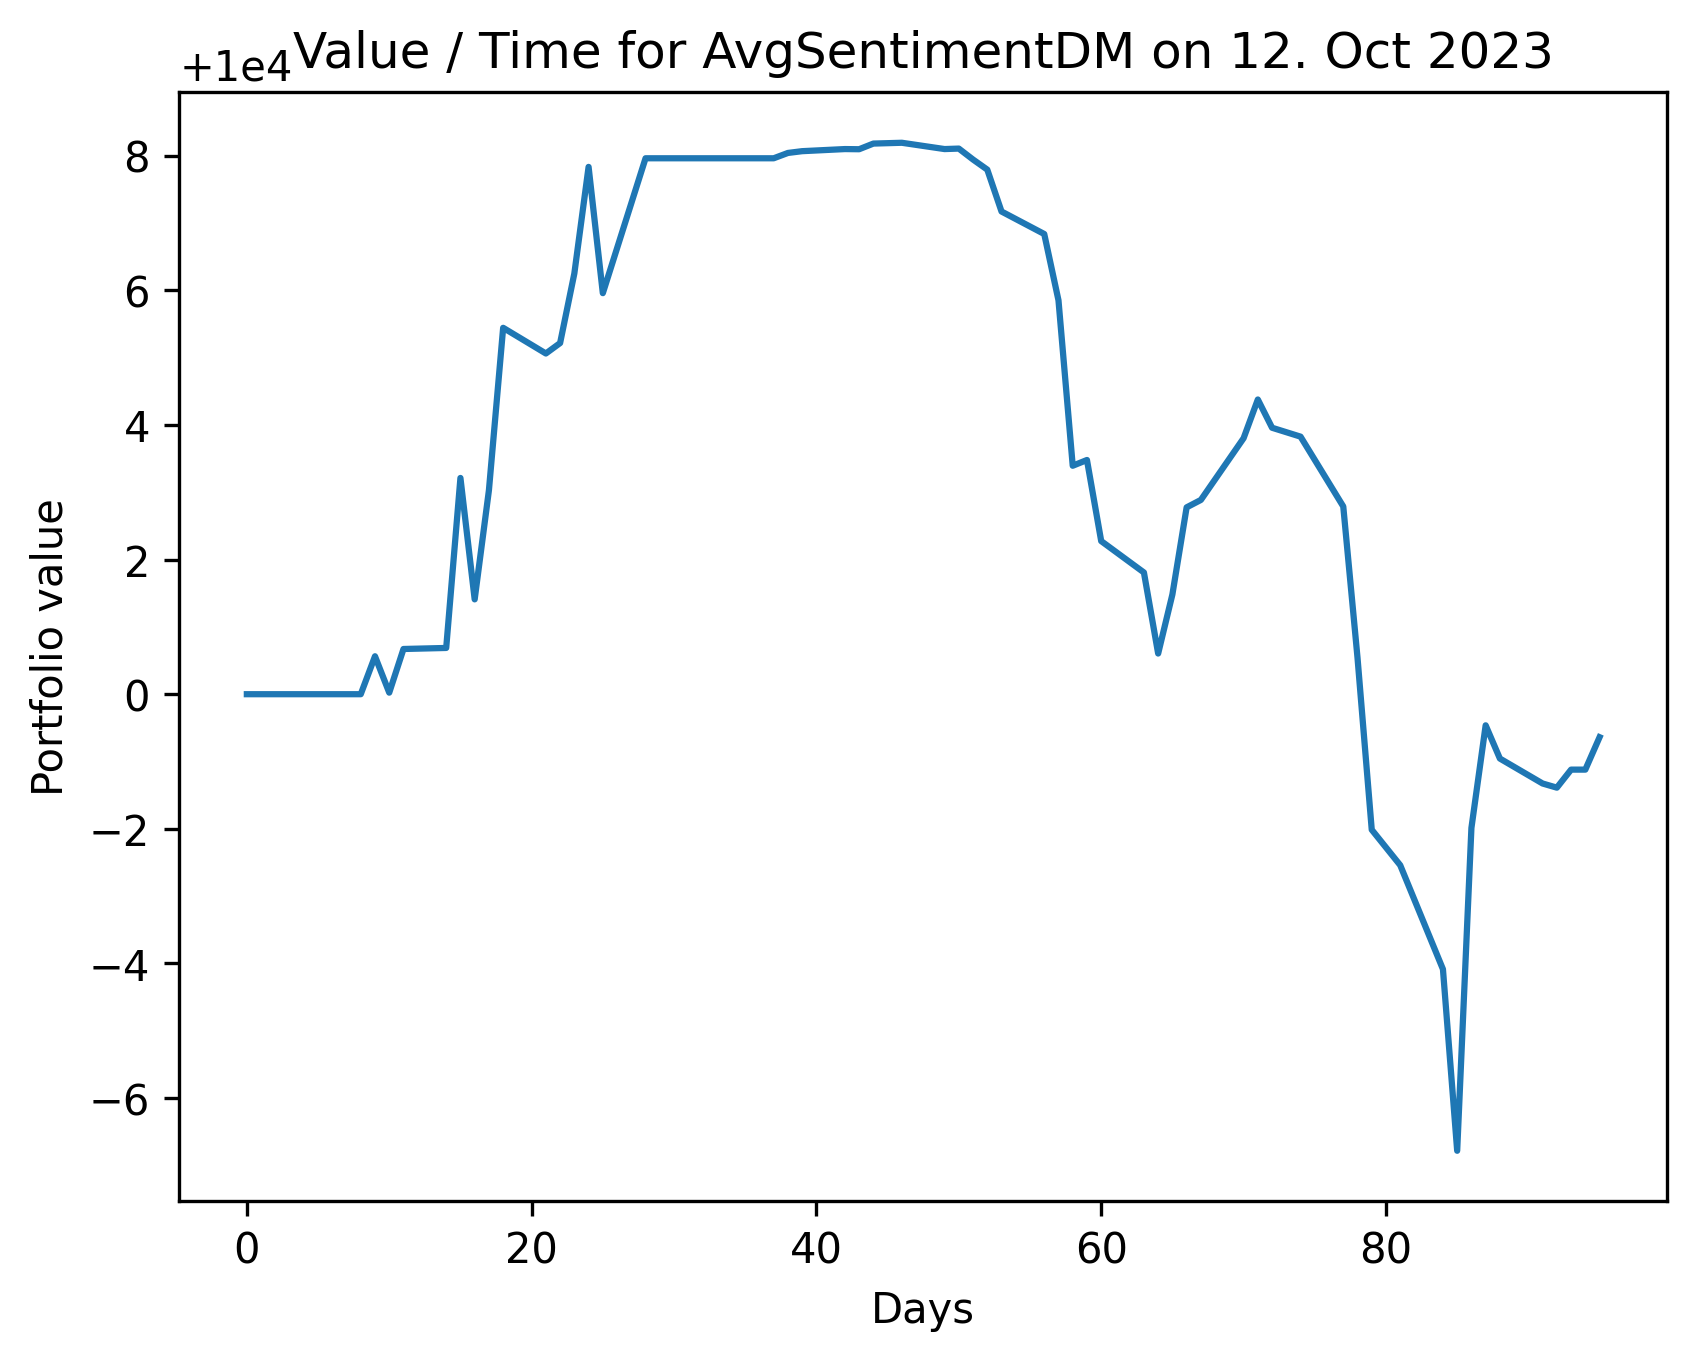 Value / Time for AvgSentimentDM on 12. Oct 2023
+1e4
8
6
4
2
0
−2
−4
−6
Portfolio value
0 20 40 60 80
Days